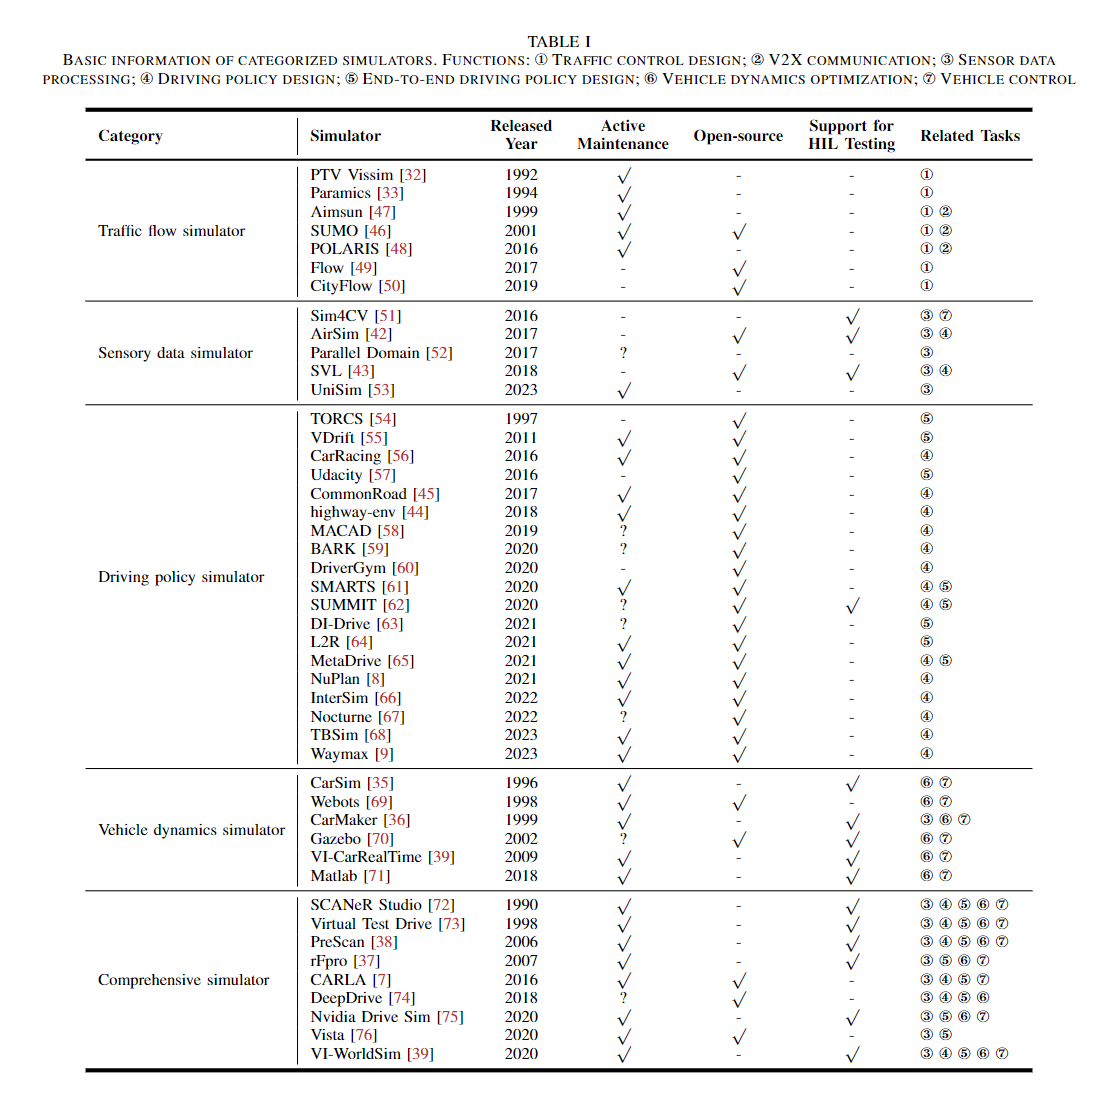 TABLE I
BASIC INFORMATION OF CATEGORIZED SIMULATORS. FUNCTIONS: ① TRAFFIC CONTROL DESIGN; ② V2X COMMUNICATION; ③ SENSOR DATA
PROCESSING; ④ DRIVING POLICY DESIGN; ⑤ END-TO-END DRIVING POLICY DESIGN; ⑥ VEHICLE DYNAMICS OPTIMIZATION; ⑦ VEHICLE CONTROL
Category Simulator Released Year Active Maintenance Open-source Support for HIL Testing Related Tasks
PTV Vissim [32] 1992 √ - - ①
Paramics [33] 1994 √ - - ①
Aimsun [47] 1999 √ - - ① ②
Traffic flow simulator SUMO [46] 2001 √ √ - ① ②
POLARIS [48] 2016 √ - - ① ②
Flow [49] 2017 - √ - ①
CityFlow [50] 2019 - √ - ①
Sim4CV [51] 2016 - - √ ③ ⑦
AirSim [42] 2017 - √ √ ③ ④
Sensory data simulator Parallel Domain [52] 2017 ? - - ③
SVL [43] 2018 - √ √ ③ ④
UniSim [53] 2023 √ - - ③
TORCS [54] 1997 - √ - ⑤
VDrift [55] 2011 √ √ - ⑤
CarRacing [56] 2016 √ √ - ④
Udacity [57] 2016 - √ - ⑤
CommonRoad [45] 2017 √ √ - ④
highway-env [44] 2018 √ √ - ④
MACAD [58] 2019 ? √ - ④
BARK [59] 2020 ? √ - ④
DriverGym [60] 2020 - √ - ④
Driving policy simulator SMARTS [61] 2020 √ √ - ④ ⑤
SUMMIT [62] 2020 ? √ √ ④ ⑤
DI-Drive [63] 2021 ? √ - ⑤
L2R [64] 2021 √ √ - ⑤
MetaDrive [65] 2021 √ √ - ④ ⑤
NuPlan [8] 2021 √ √ - ④
InterSim [66] 2022 √ √ - ④
Nocturne [67] 2022 ? √ - ④
TBSim [68] 2023 √ √ - ④
Waymax [9] 2023 √ √ - ④
CarSim [35] 1996 √ - √ ⑥ ⑦
Webots [69] 1998 √ √ - ⑥ ⑦
Vehicle dynamics simulator CarMaker [36] 1999 √ - √ ③ ⑥ ⑦
Gazebo [70] 2002 ? √ √ ⑥ ⑦
VI-CarRealTime [39] 2009 √ - √ ⑥ ⑦
Matlab [71] 2018 √ - √ ⑥ ⑦
SCANeR Studio [72] 1990 √ - √ ③ ④ ⑤ ⑥ ⑦
Virtual Test Drive [73] 1998 √ - √ ③ ④ ⑤ ⑥ ⑦
PreScan [38] 2006 √ - √ ③ ④ ⑤ ⑥ ⑦
rFpro [37] 2007 √ - √ ③ ⑤ ⑥ ⑦
Comprehensive simulator CARLA [7] 2016 √ √ - ③ ④ ⑤ ⑦
DeepDrive [74] 2018 ? √ - ③ ④ ⑤ ⑥
Nvidia Drive Sim [75] 2020 √ - √ ③ ⑤ ⑥ ⑦
Vista [76] 2020 √ √ - ③ ⑤
VI-WorldSim [39] 2020 √ - √ ③ ④ ⑤ ⑥ ⑦